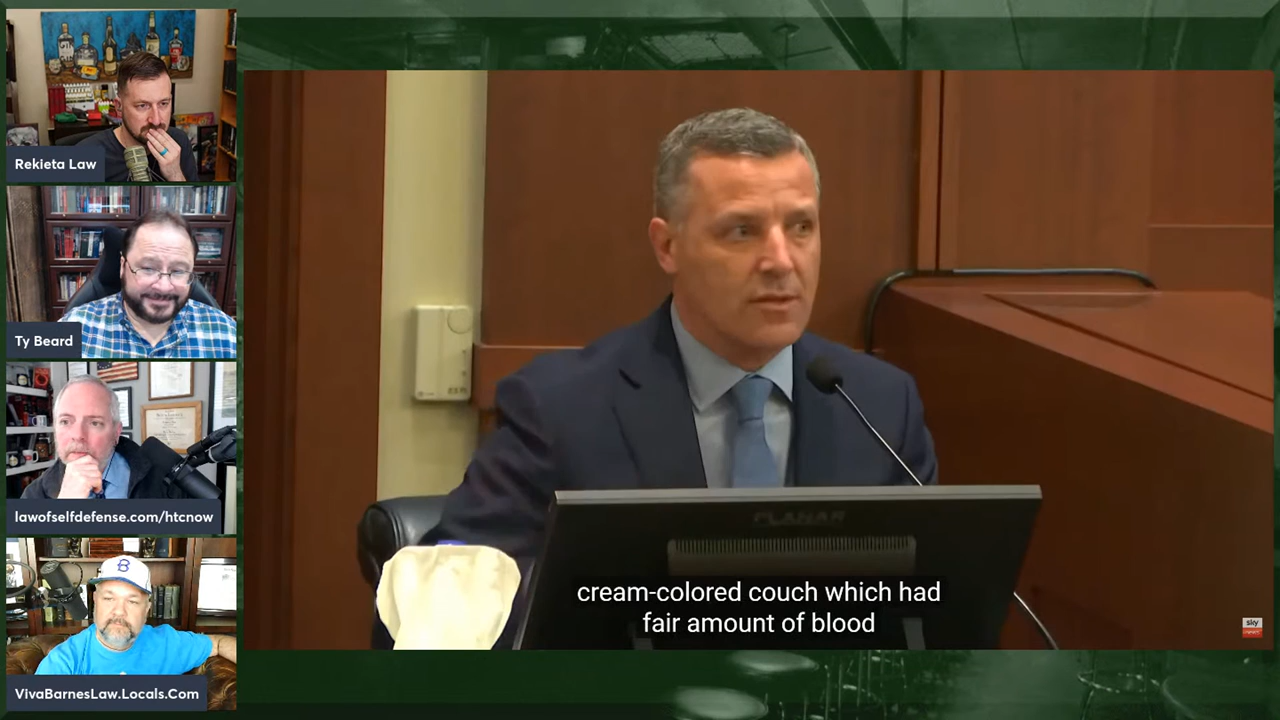 Rekieta Law
Ty Beard
lawofselfdefense.com/htcnow
VivaBarnesLaw.Locals.Com
PLANAR
cream-colored couch which had
fair amount of blood
sky